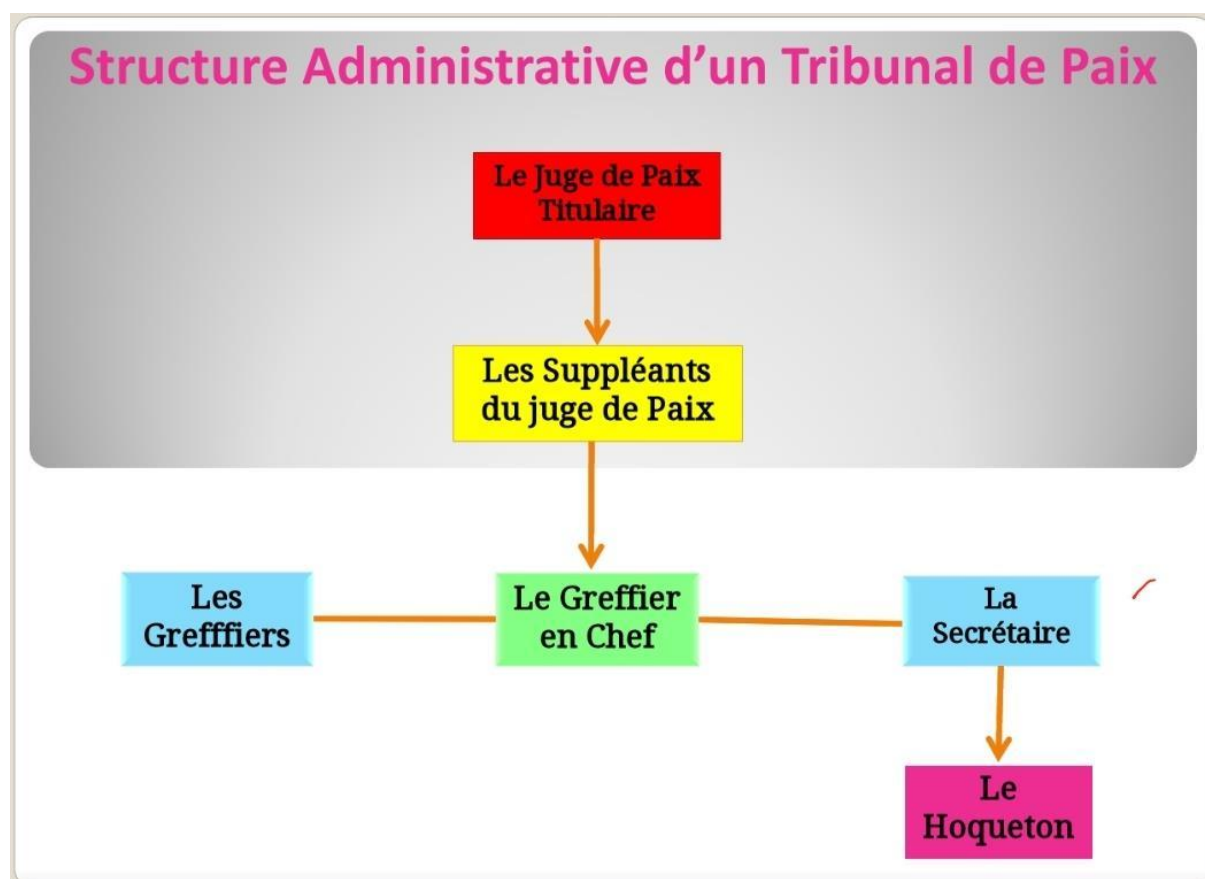 Structure Administrative d’un Tribunal de Paix
Le Juge de Paix
Titulaire
Les Suppléants
du juge de Paix
Les
Grefffiers
Le Greffier
en Chef
La
Secrétaire
Le
Hoqueton